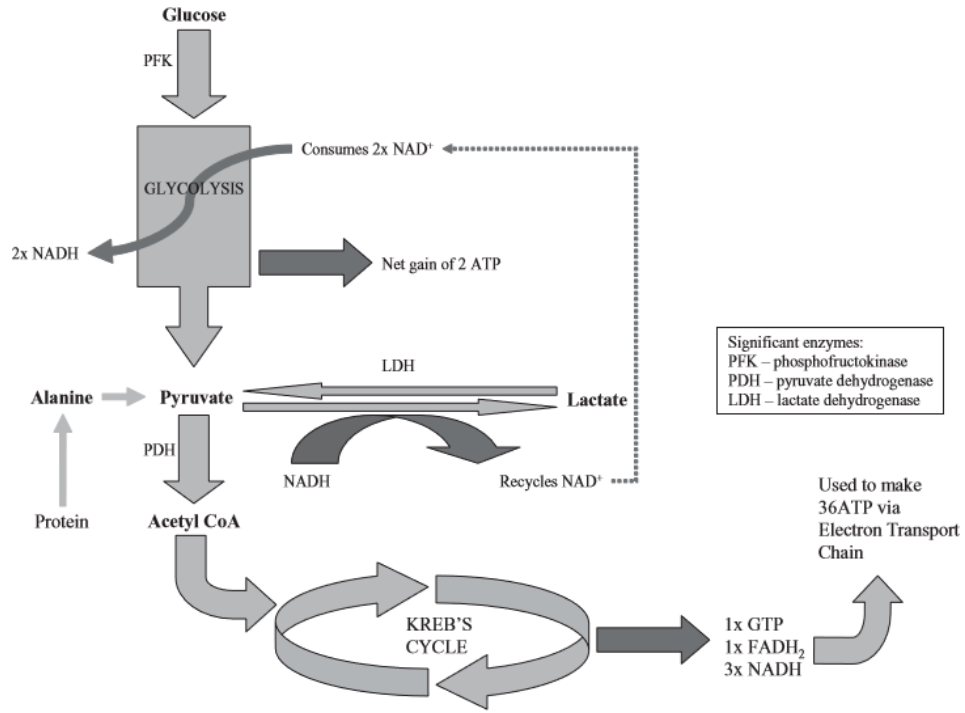 Glucose
PFK
Consumes 2x NAD⁺
GLYCOLYSIS
2x NADH
Net gain of 2 ATP
Significant enzymes:
PFK – phosphofructokinase
PDH – pyruvate dehydrogenase
LDH – lactate dehydrogenase
LDH
Alanine
Pyruvate
Lactate
PDH
NADH
Recycles NAD⁺
Protein
Acetyl CoA
Used to make
36ATP via
Electron Transport
Chain
KREB'S
CYCLE
1x GTP
1x FADH₂
3x NADH